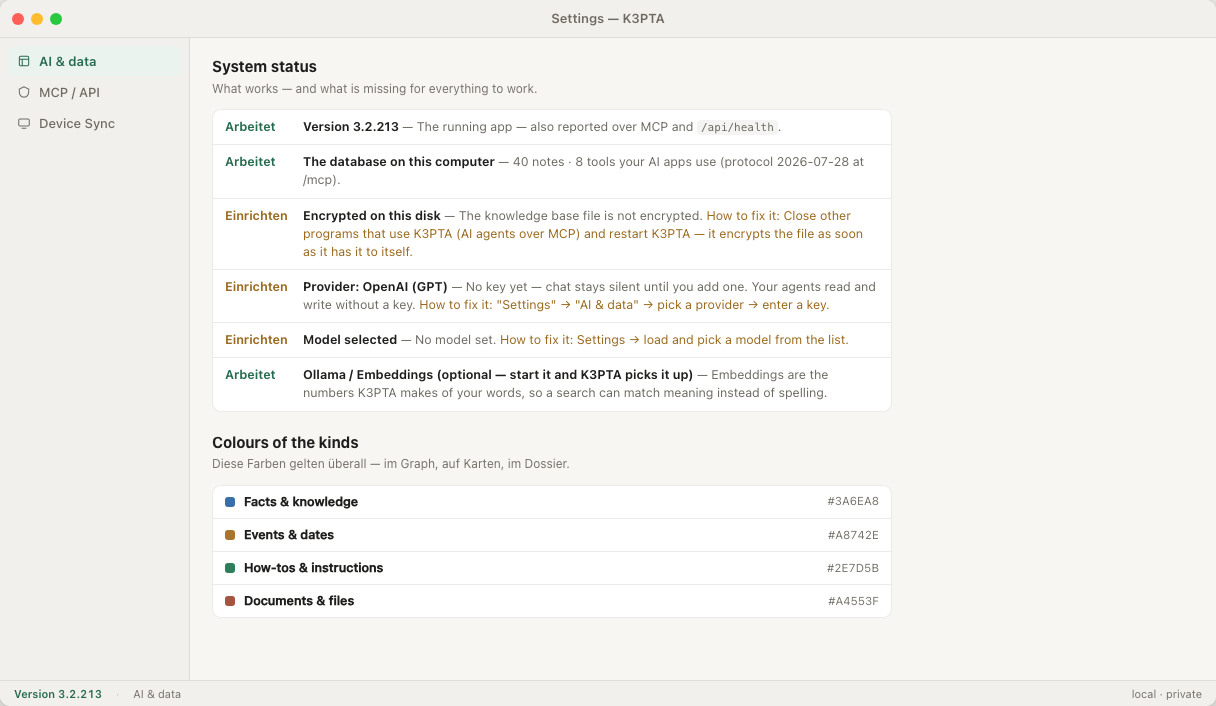 Settings — K3PTA
AI & data
MCP / API
Device Sync
System status
What works — and what is missing for everything to work.
Arbeitet
Version 3.2.213 — The running app — also reported over MCP and /api/health.
Arbeitet
The database on this computer — 40 notes · 8 tools your AI apps use (protocol 2026-07-28 at
/mcp).
Einrichten
Encrypted on this disk — The knowledge base file is not encrypted. How to fix it: Close other
programs that use K3PTA (AI agents over MCP) and restart K3PTA — it encrypts the file as soon
as it has it to itself.
Einrichten
Provider: OpenAI (GPT) — No key yet — chat stays silent until you add one. Your agents read and
write without a key. How to fix it: "Settings" → "AI & data" → pick a provider → enter a key.
Einrichten
Model selected — No model set. How to fix it: Settings → load and pick a model from the list.
Arbeitet
Ollama / Embeddings (optional — start it and K3PTA picks it up) — Embeddings are the
numbers K3PTA makes of your words, so a search can match meaning instead of spelling.
Colours of the kinds
Diese Farben gelten überall — im Graph, auf Karten, im Dossier.
Facts & knowledge #3A6EA8
Events & dates #A8742E
How-tos & instructions #2E7D5B
Documents & files #A4553F
Version 3.2.213 · AI & data
local · private